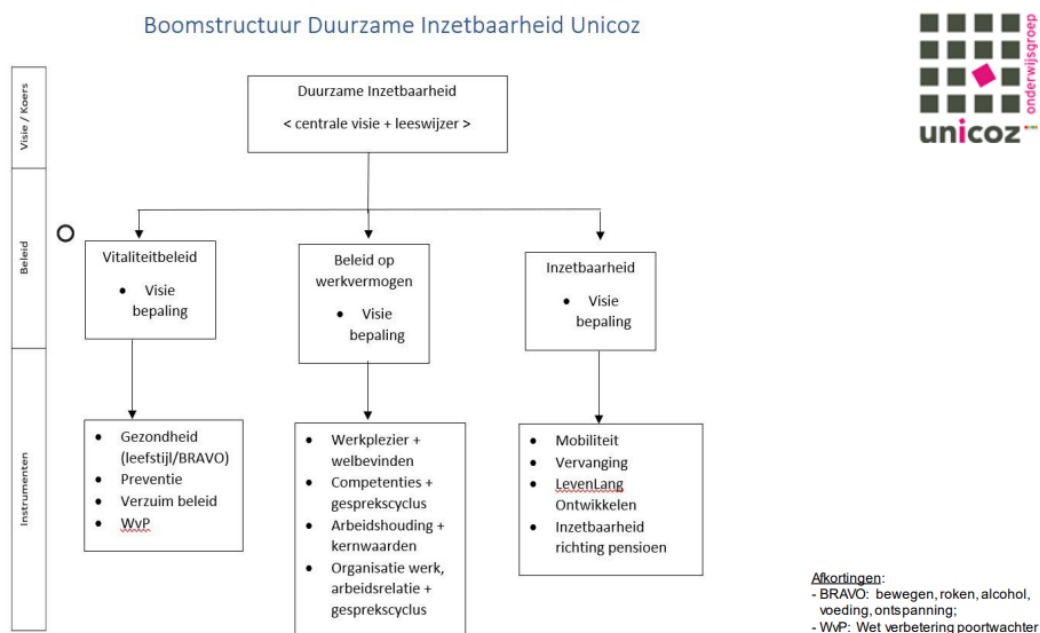 Boomstructuur Duurzame Inzetbaarheid Unicoz
onderwijsgroep
unicoz
Visie / Koers
Duurzame Inzetbaarheid
< centrale visie + leeswijzer >
Beleid
Vitaliteitbeleid
• Visie
bepaling
Beleid op
werkvermogen
• Visie
bepaling
Inzetbaarheid
• Visie
bepaling
Instrumenten
• Gezondheid
(leefstijl/BRAVO)
• Preventie
• Verzuim beleid
• WvP
• Werkplezier +
welbevinden
• Competenties +
gesprekscyclus
• Arbeidshouding +
kernwaarden
• Organisatie werk,
arbeidsrelatie +
gesprekscyclus
• Mobiliteit
• Vervanging
• LevenLang
Ontwikkelen
• Inzetbaarheid
richting pensioen
Afkortingen:
- BRAVO: bewegen, roken, alcohol,
voeding, ontspanning;
- WvP: Wet verbetering poortwachter